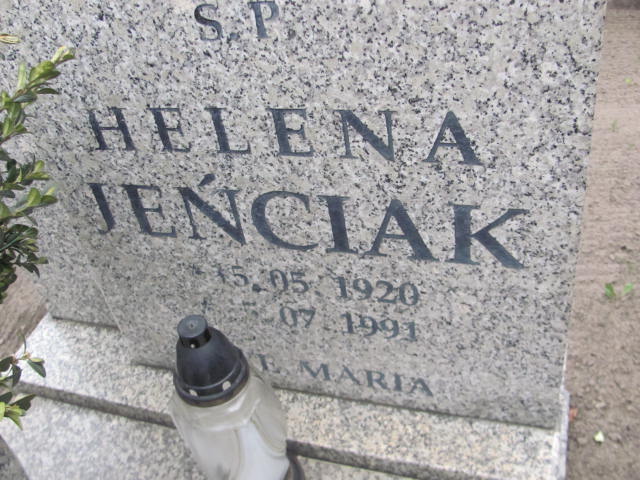 S.P.
HELENA
JEŃCIAK
15.05.1920
07.1991
MARIA